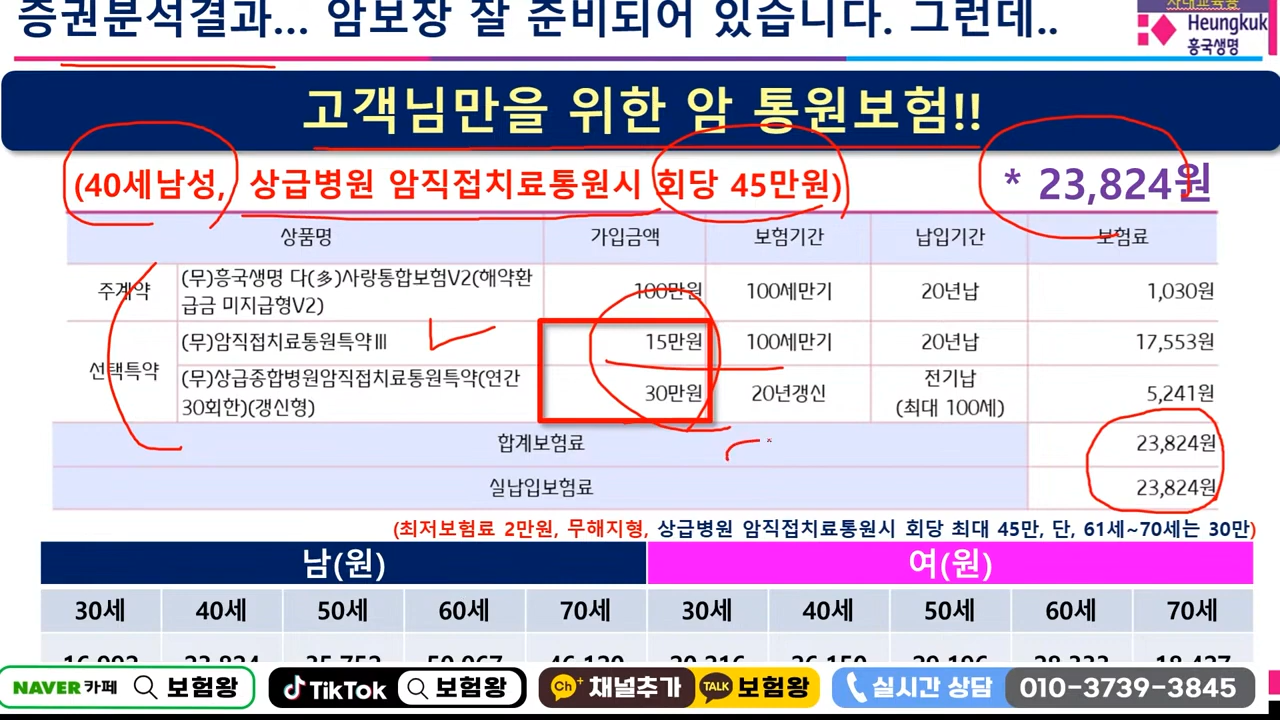 증권분석결과... 암보장 잘 준비되어 있습니다. 그런데..
사내교육용
Heungkuk
흥국생명
고객님만을 위한 암 통원보험!!
(40세남성, 상급병원 암직접치료통원시 회당 45만원) * 23,824원
상품명 가입금액 보험기간 납입기간 보험료
주계약 (무)흥국생명 다(多)사랑통합보험V2(해약환
급금 미지급형V2) 100만원 100세만기 20년납 1,030원
선택특약 (무)암직접치료통원특약Ⅲ 15만원 100세만기 20년납 17,553원
(무)상급종합병원암직접치료통원특약(연간
30회한)(갱신형) 30만원 20년갱신 전기납
(최대 100세) 5,241원
합계보험료 23,824원
실납입보험료 23,824원
(최저보험료 2만원, 무해지형, 상급병원 암직접치료통원시 회당 최대 45만, 단, 61세~70세는 30만)
남(원) 여(원)
30세 40세 50세 60세 70세 30세 40세 50세 60세 70세
NAVER 카페 보험왕 TikTok 보험왕 Ch+ 채널추가 TALK 보험왕 실시간 상담 010-3739-3845